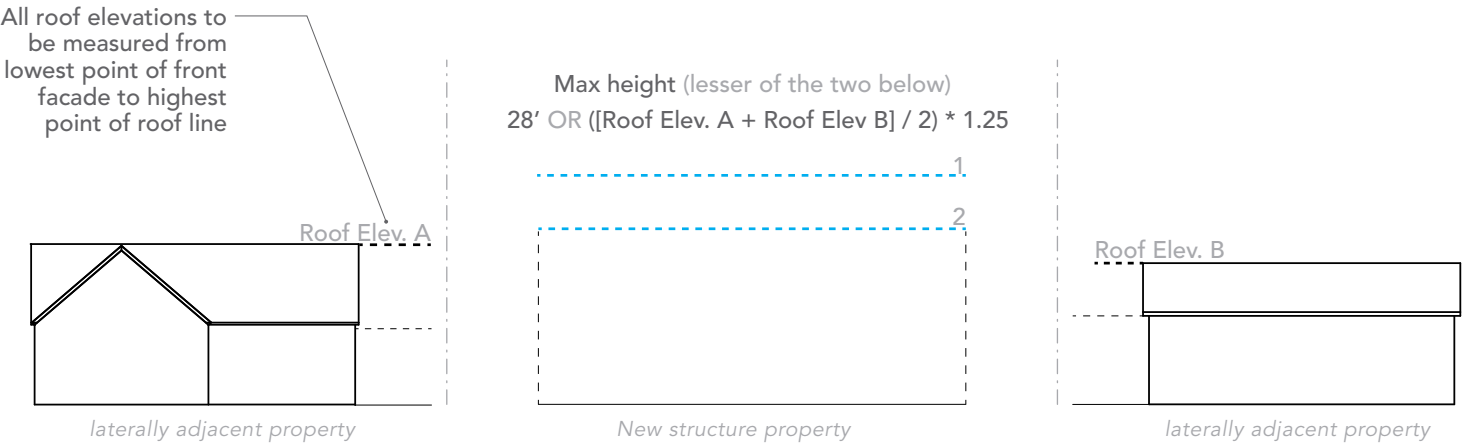 All roof elevations to
be measured from
lowest point of front
facade to highest
point of roof line
Max height (lesser of the two below)
28’ OR ([Roof Elev. A + Roof Elev B] / 2) * 1.25
1
2
Roof Elev. A
Roof Elev. B
laterally adjacent property
New structure property
laterally adjacent property